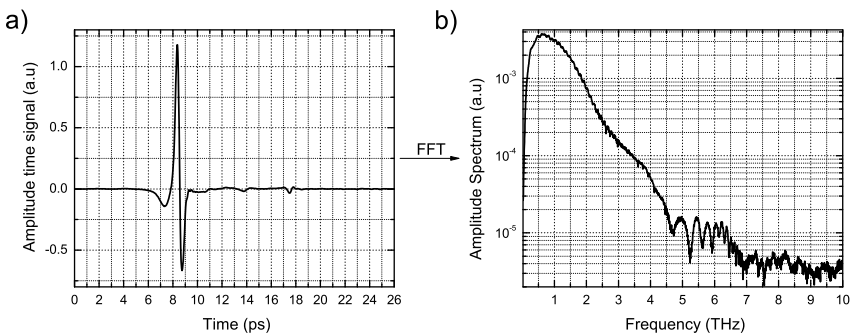 a)
Amplitude time signal (a.u)
1.0
0.5
0.0
-0.5
0 2 4 6 8 10 12 14 16 18 20 22 24 26
Time (ps)
FFT
b)
Amplitude Spectrum (a.u)
10-3
10-4
10-5
1 2 3 4 5 6 7 8 9 10
Frequency (THz)